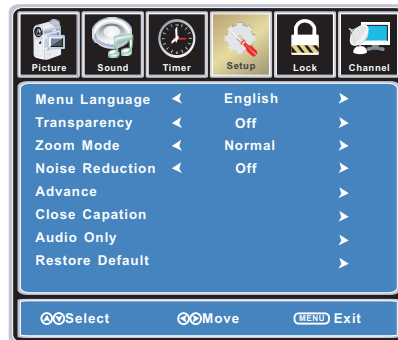 Picture Sound Timer Setup Lock Channel
Menu Language English
Transparency Off
Zoom Mode Normal
Noise Reduction Off
Advance
Close Capation
Audio Only
Restore Default
Select Move MENU Exit